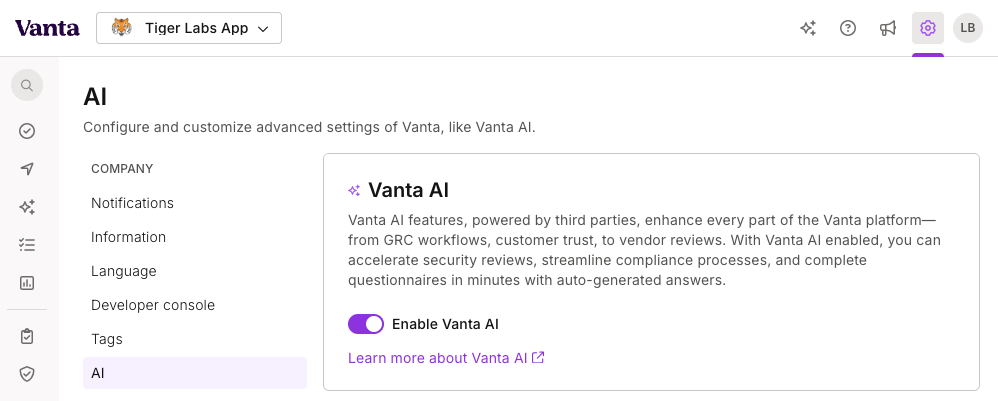 Vanta
Tiger Labs App
LB
AI
Configure and customize advanced settings of Vanta, like Vanta AI.
COMPANY
Notifications
Information
Language
Developer console
Tags
AI
Vanta AI
Vanta AI features, powered by third parties, enhance every part of the Vanta platform—
from GRC workflows, customer trust, to vendor reviews. With Vanta AI enabled, you can
accelerate security reviews, streamline compliance processes, and complete
questionnaires in minutes with auto-generated answers.
Enable Vanta AI
Learn more about Vanta AI